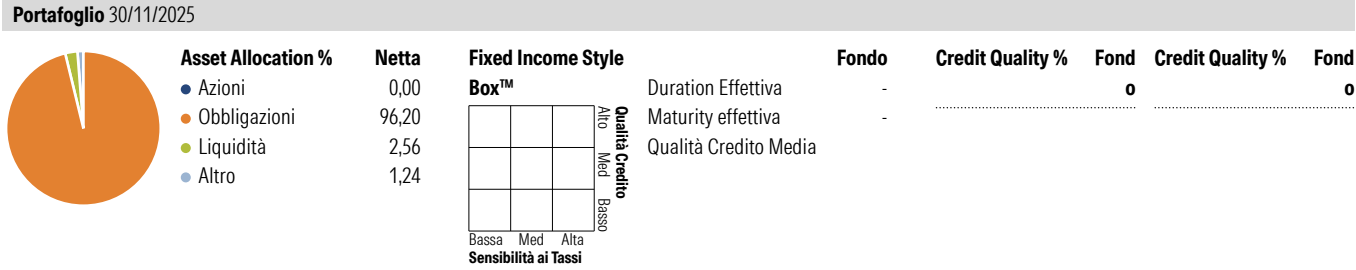 Portafoglio 30/11/2025
Asset Allocation % Netta
Azioni 0,00
Obbligazioni 96,20
Liquidità 2,56
Altro 1,24
Fixed Income Style
Box™
Alto Med Basso
Qualità Credito
Bassa Med Alta
Sensibilità ai Tassi
Fondo
Duration Effettiva -
Maturity effettiva -
Qualità Credito Media
Credit Quality % Fond
o
Credit Quality % Fond
o